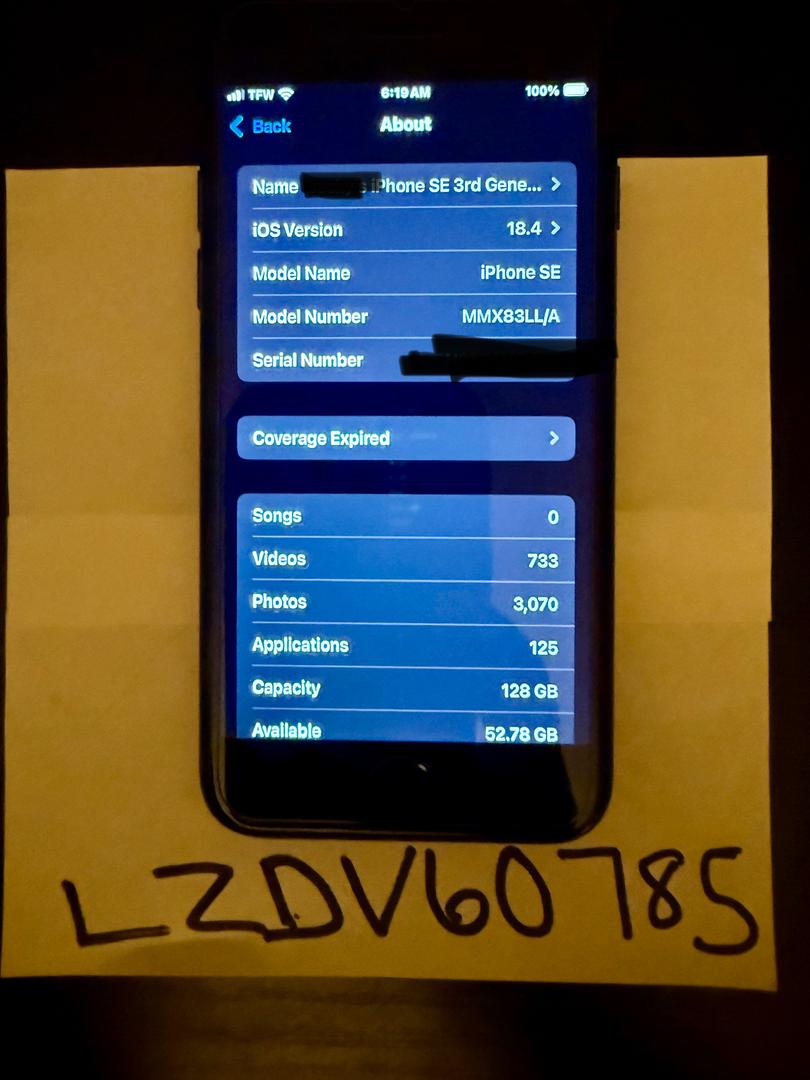 TFW 6:19 AM 100%
Back About
Name iPhone SE 3rd Gene...
iOS Version 18.4
Model Name iPhone SE
Model Number MMX83LL/A
Serial Number
Coverage Expired
Songs 0
Videos 733
Photos 3,070
Applications 125
Capacity 128 GB
Available 52.78 GB
LZDV60785